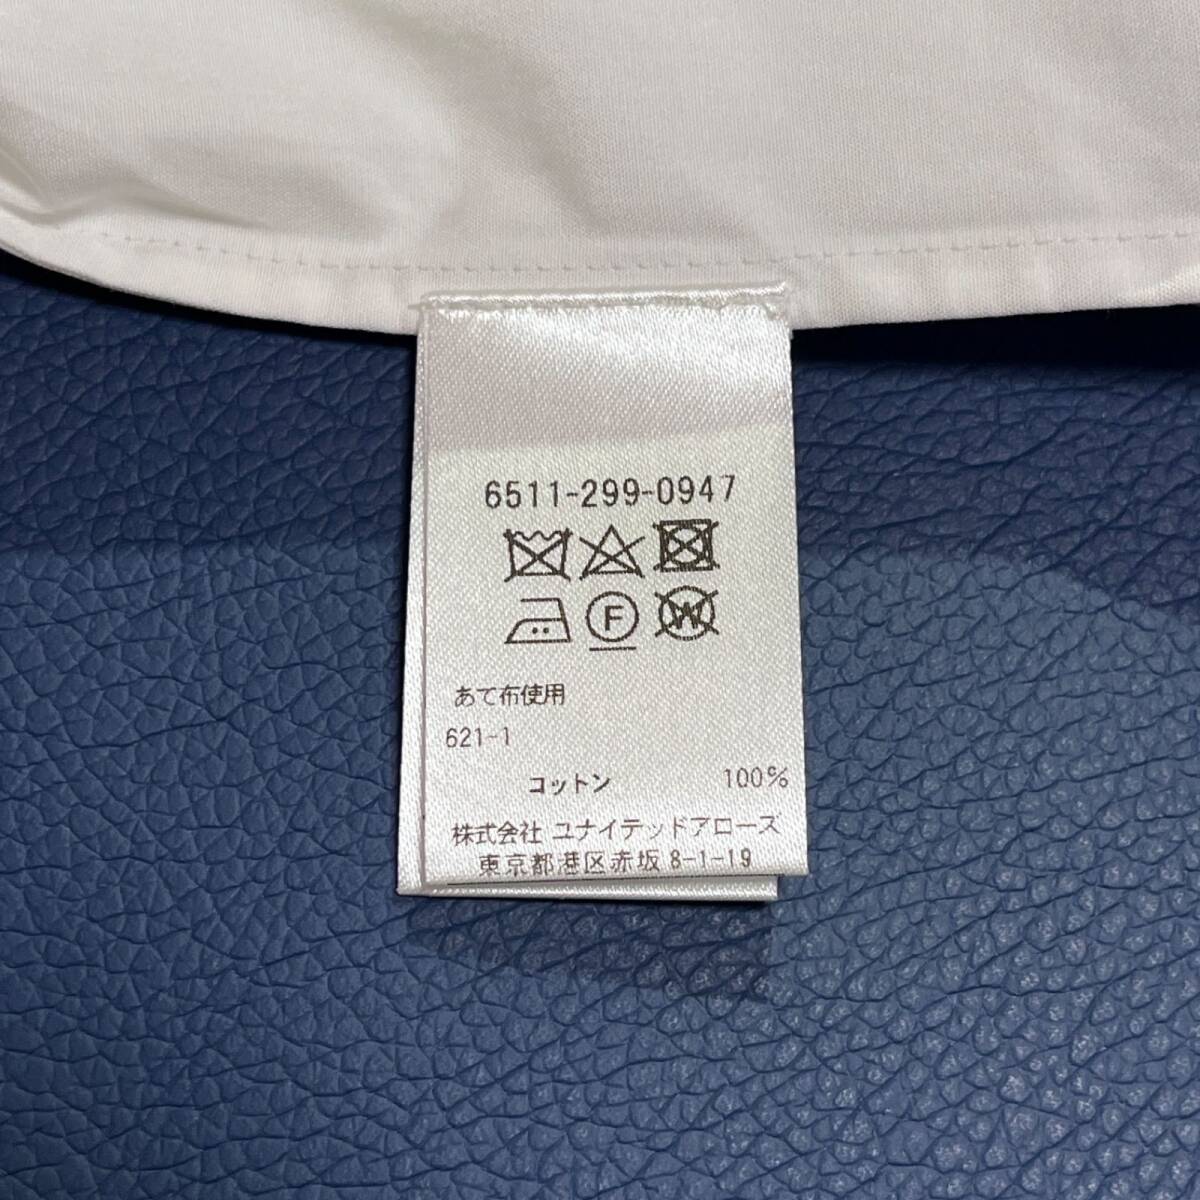 6511-299-0947
F W
あて布使用
621-1
コットン 100%
株式会社 ユナイテッドアローズ
東京都港区赤坂 8-1-19